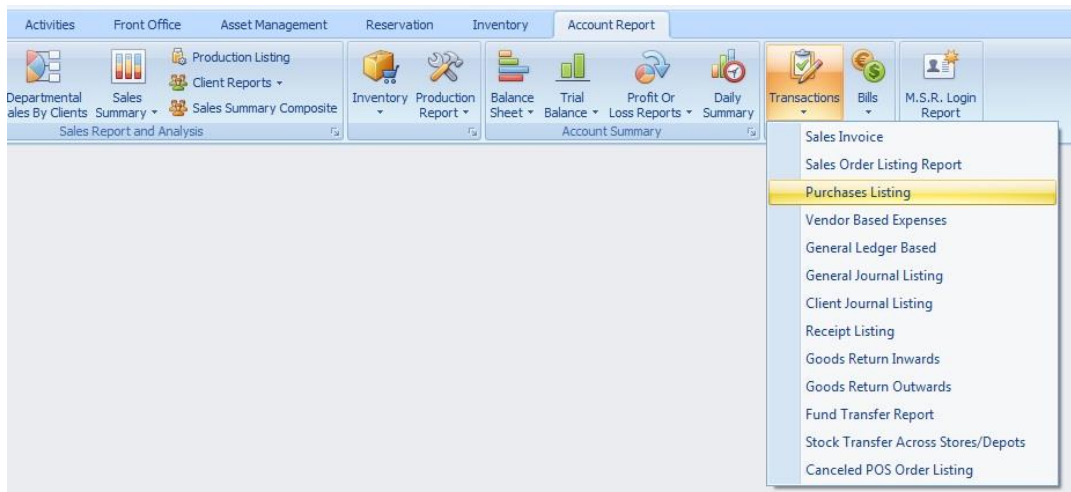 Activities
Front Office
Asset Management
Reservation
Inventory
Account Report
Departmental
ales By Clients
Sales
Summary
Production Listing
Client Reports
Sales Summary Composite
Sales Report and Analysis
Inventory
Production
Report
Balance
Sheet
Trial
Balance
Profit Or
Loss Reports
Daily
Summary
Account Summary
Transactions
Bills
M.S.R. Login
Report
Sales Invoice
Sales Order Listing Report
Purchases Listing
Vendor Based Expenses
General Ledger Based
General Journal Listing
Client Journal Listing
Receipt Listing
Goods Return Inwards
Goods Return Outwards
Fund Transfer Report
Stock Transfer Across Stores/Depots
Canceled POS Order Listing